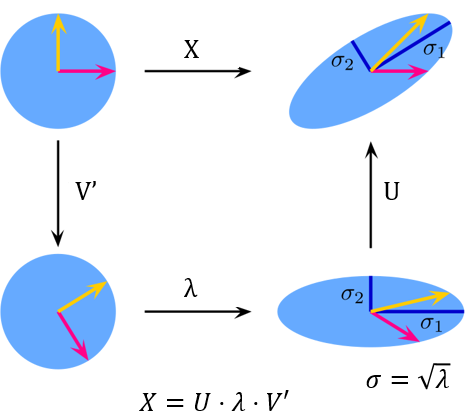 X
σ₂
σ₁
V’
U
λ
σ₂
σ₁
σ = √λ
X = U · λ · V′